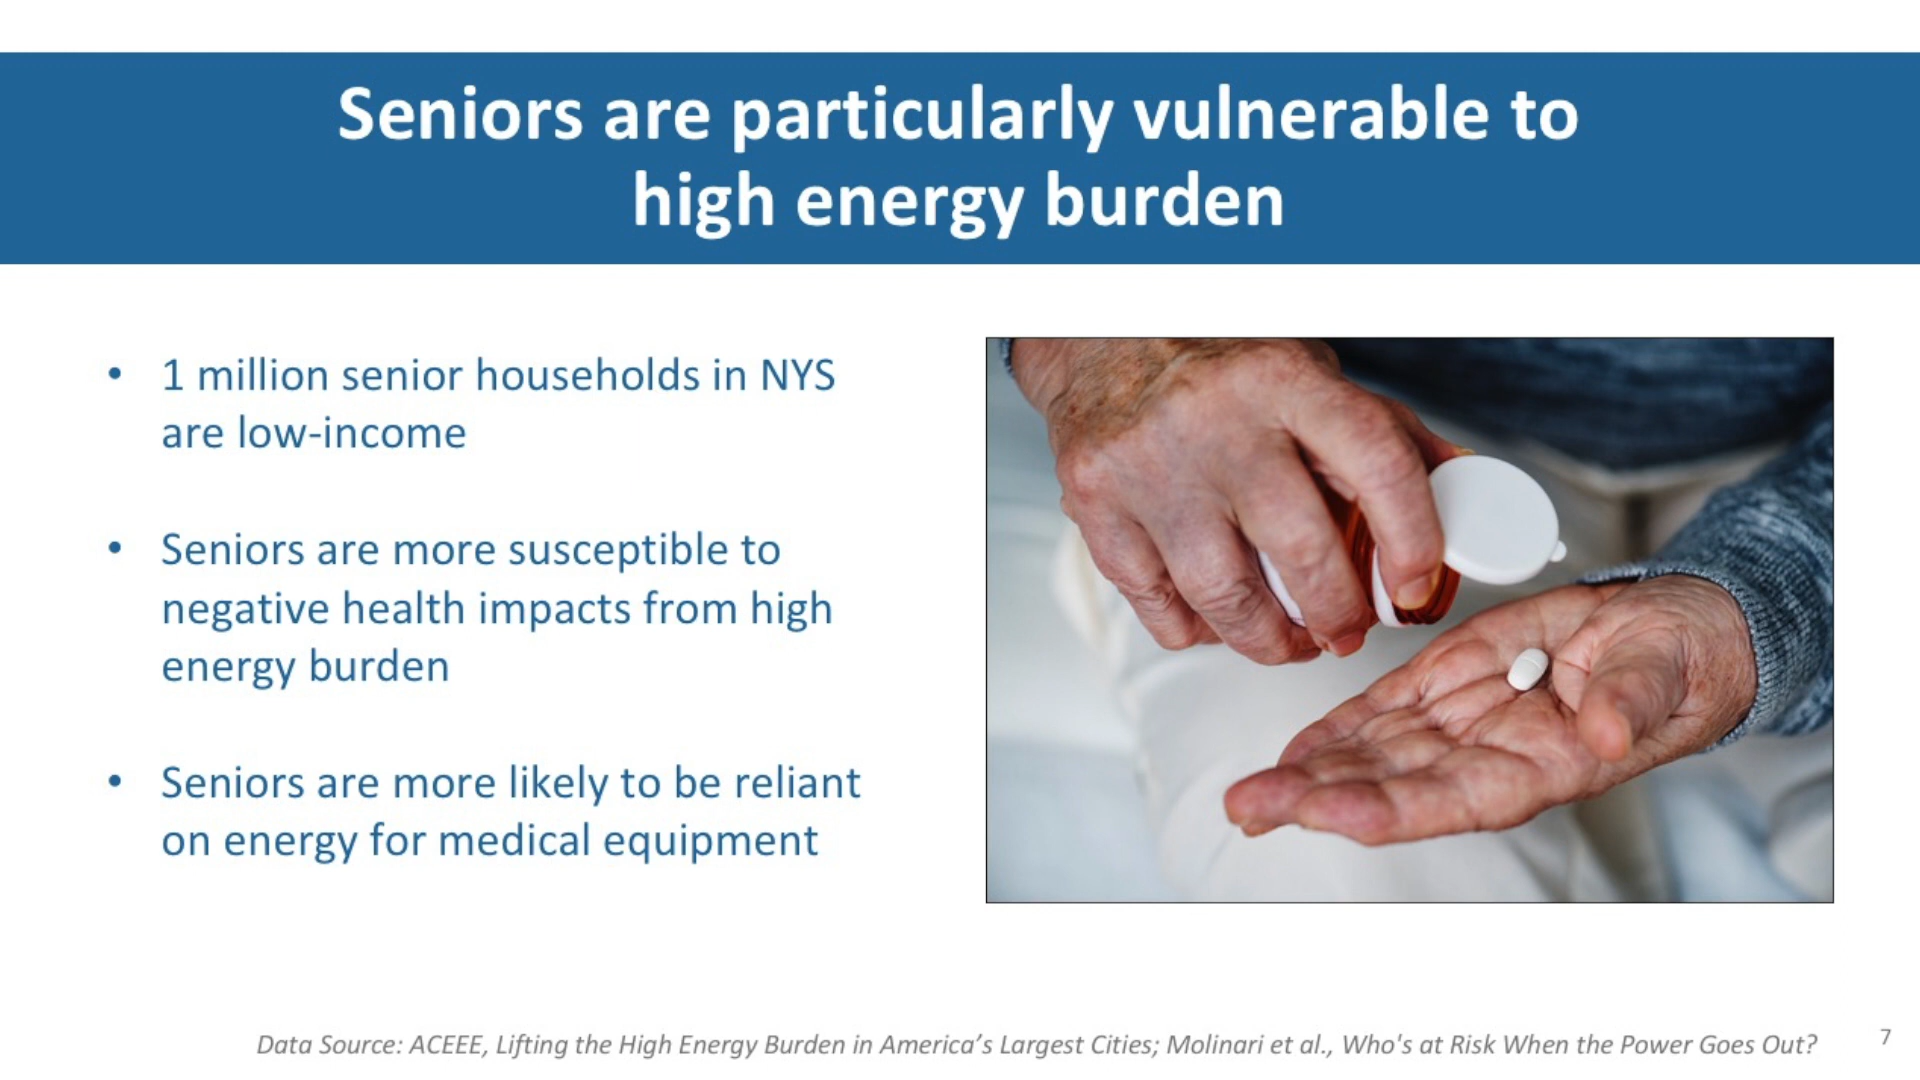 Seniors are particularly vulnerable to
high energy burden
• 1 million senior households in NYS
are low-income
• Seniors are more susceptible to
negative health impacts from high
energy burden
• Seniors are more likely to be reliant
on energy for medical equipment
Data Source: ACEEE, Lifting the High Energy Burden in America’s Largest Cities; Molinari et al., Who's at Risk When the Power Goes Out?
7